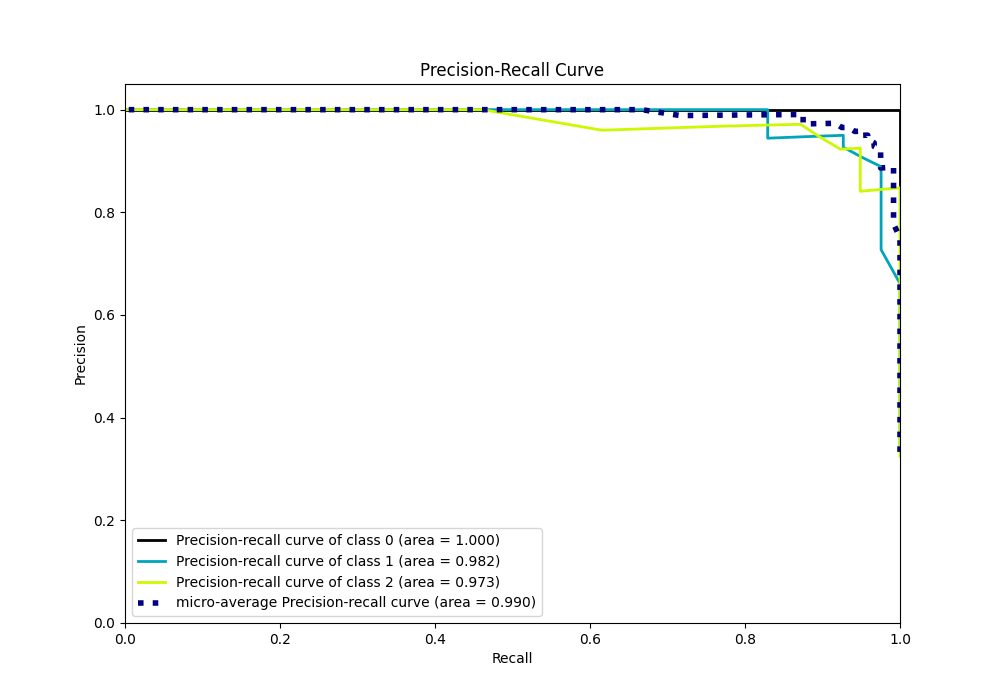 Precision-Recall Curve
1.0
0.8
0.6
0.4
0.2
0.0
Precision
Precision-recall curve of class 0 (area = 1.000)
Precision-recall curve of class 1 (area = 0.982)
Precision-recall curve of class 2 (area = 0.973)
micro-average Precision-recall curve (area = 0.990)
0.0 0.2 0.4 0.6 0.8 1.0
Recall